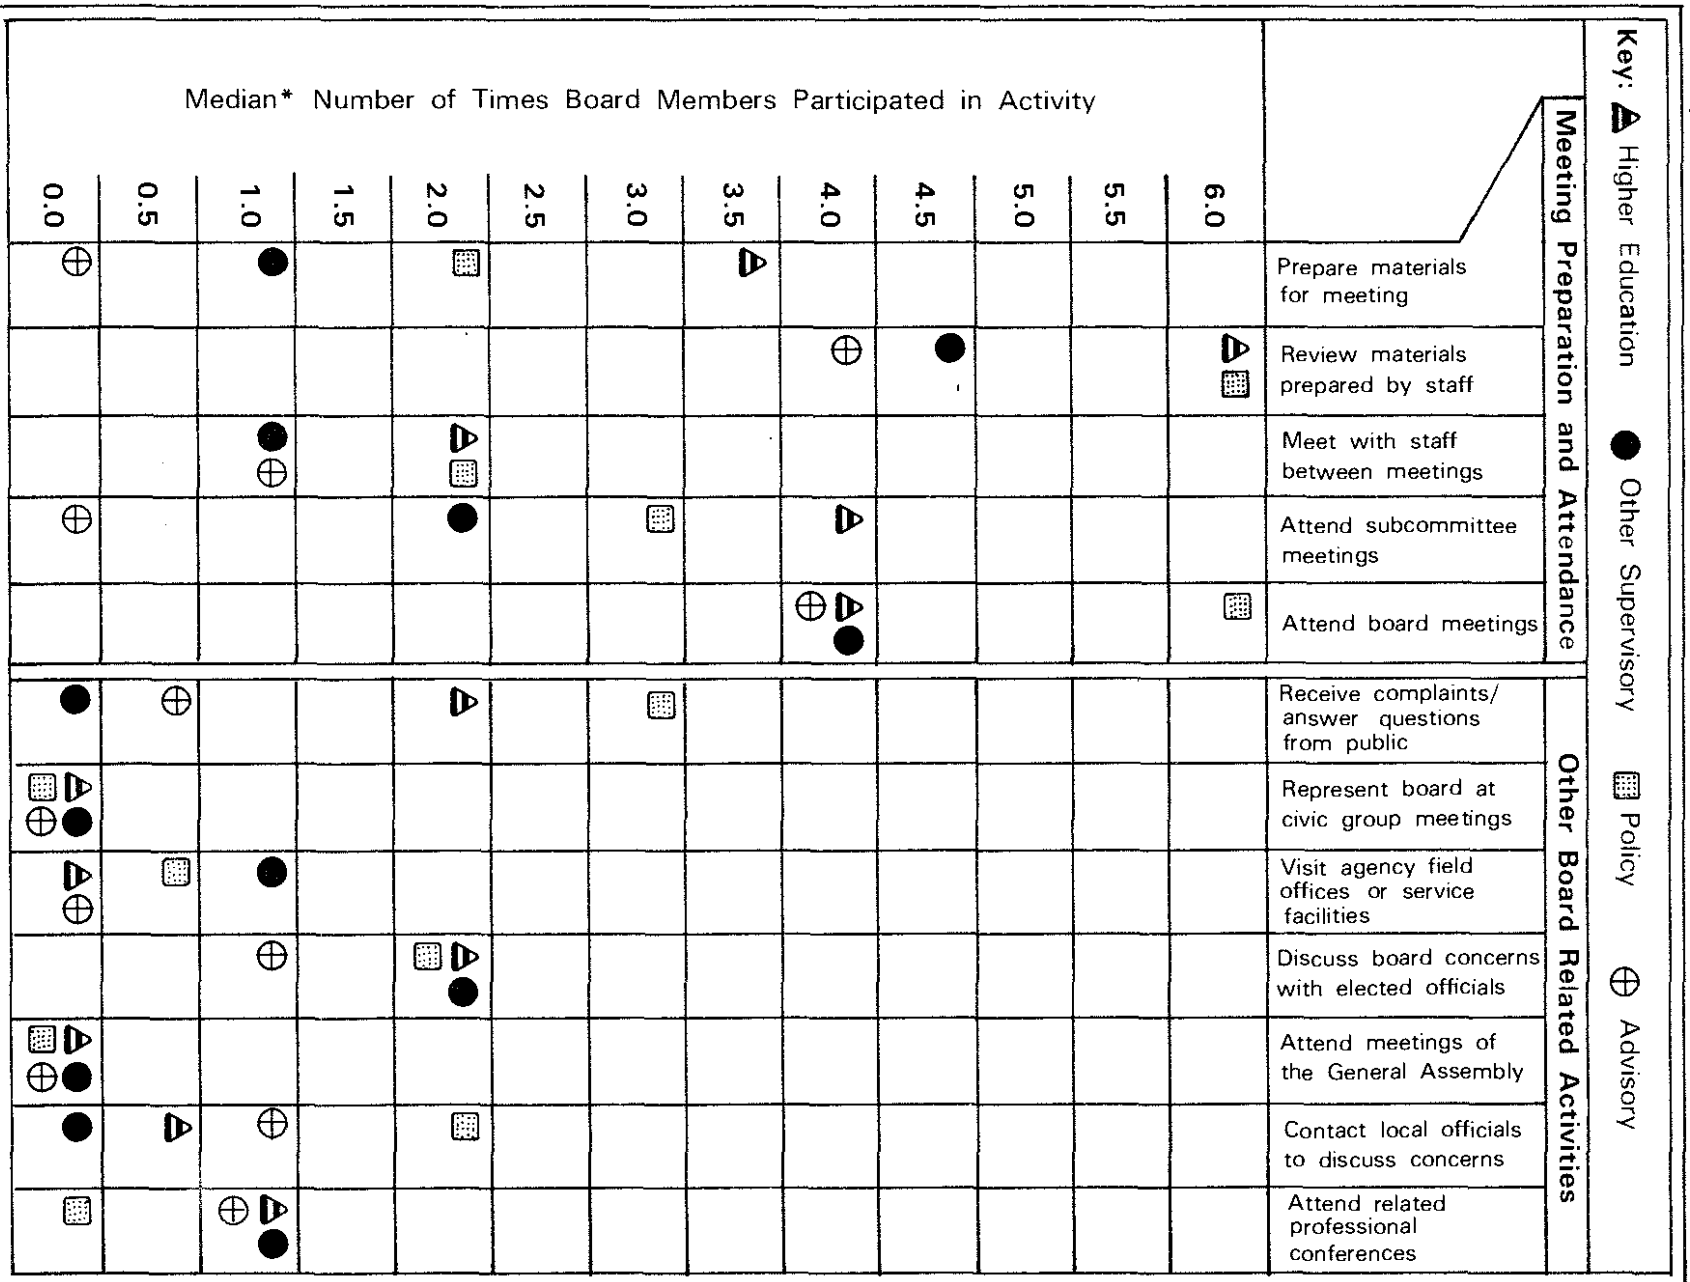 Key: Higher Education Other Supervisory Policy Advisory
Meeting Preparation and Attendance
Other Board Related Activities
Median* Number of Times Board Members Participated in Activity
0.0
0.5
1.0
1.5
2.0
2.5
3.0
3.5
4.0
4.5
5.0
5.5
6.0
Prepare materials
for meeting
Review materials
prepared by staff
Meet with staff
between meetings
Attend subcommittee
meetings
Attend board meetings
Receive complaints/
answer questions
from public
Represent board at
civic group meetings
Visit agency field
offices or service
facilities
Discuss board concerns
with elected officials
Attend meetings of
the General Assembly
Contact local officials
to discuss concerns
Attend related
professional
conferences